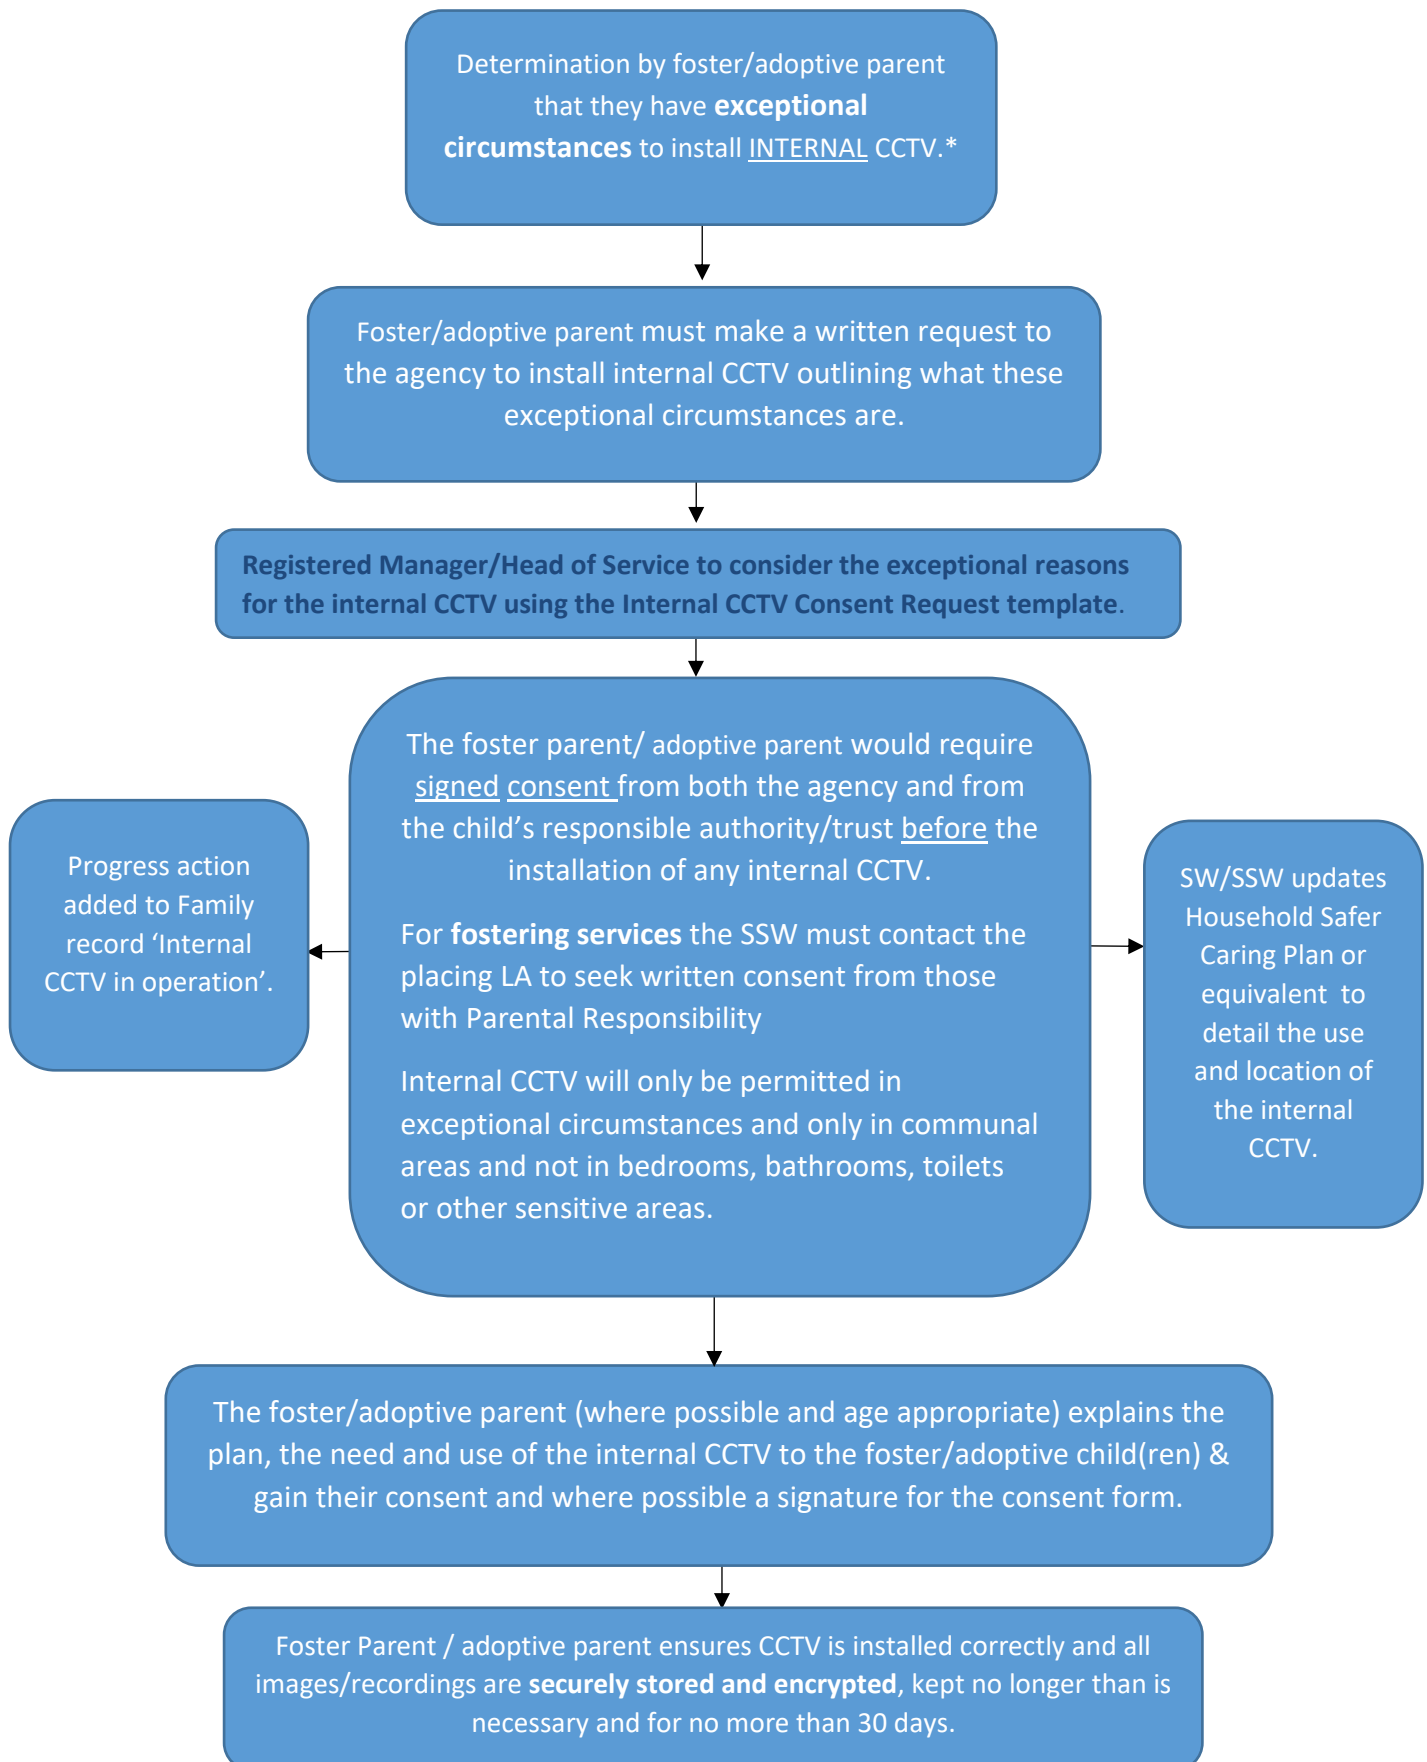 Determination by foster/adoptive parent
that they have exceptional
circumstances to install INTERNAL CCTV.*
Foster/adoptive parent must make a written request to
the agency to install internal CCTV outlining what these
exceptional circumstances are.
Registered Manager/Head of Service to consider the exceptional reasons
for the internal CCTV using the Internal CCTV Consent Request template.
The foster parent/ adoptive parent would require
signed consent from both the agency and from
the child’s responsible authority/trust before the
installation of any internal CCTV.
For fostering services the SSW must contact the
placing LA to seek written consent from those
with Parental Responsibility
Internal CCTV will only be permitted in
exceptional circumstances and only in communal
areas and not in bedrooms, bathrooms, toilets
or other sensitive areas.
Progress action
added to Family
record ‘Internal
CCTV in operation’.
SW/SSW updates
Household Safer
Caring Plan or
equivalent to
detail the use
and location of
the internal
CCTV.
The foster/adoptive parent (where possible and age appropriate) explains the
plan, the need and use of the internal CCTV to the foster/adoptive child(ren) &
gain their consent and where possible a signature for the consent form.
Foster Parent / adoptive parent ensures CCTV is installed correctly and all
images/recordings are securely stored and encrypted, kept no longer than is
necessary and for no more than 30 days.